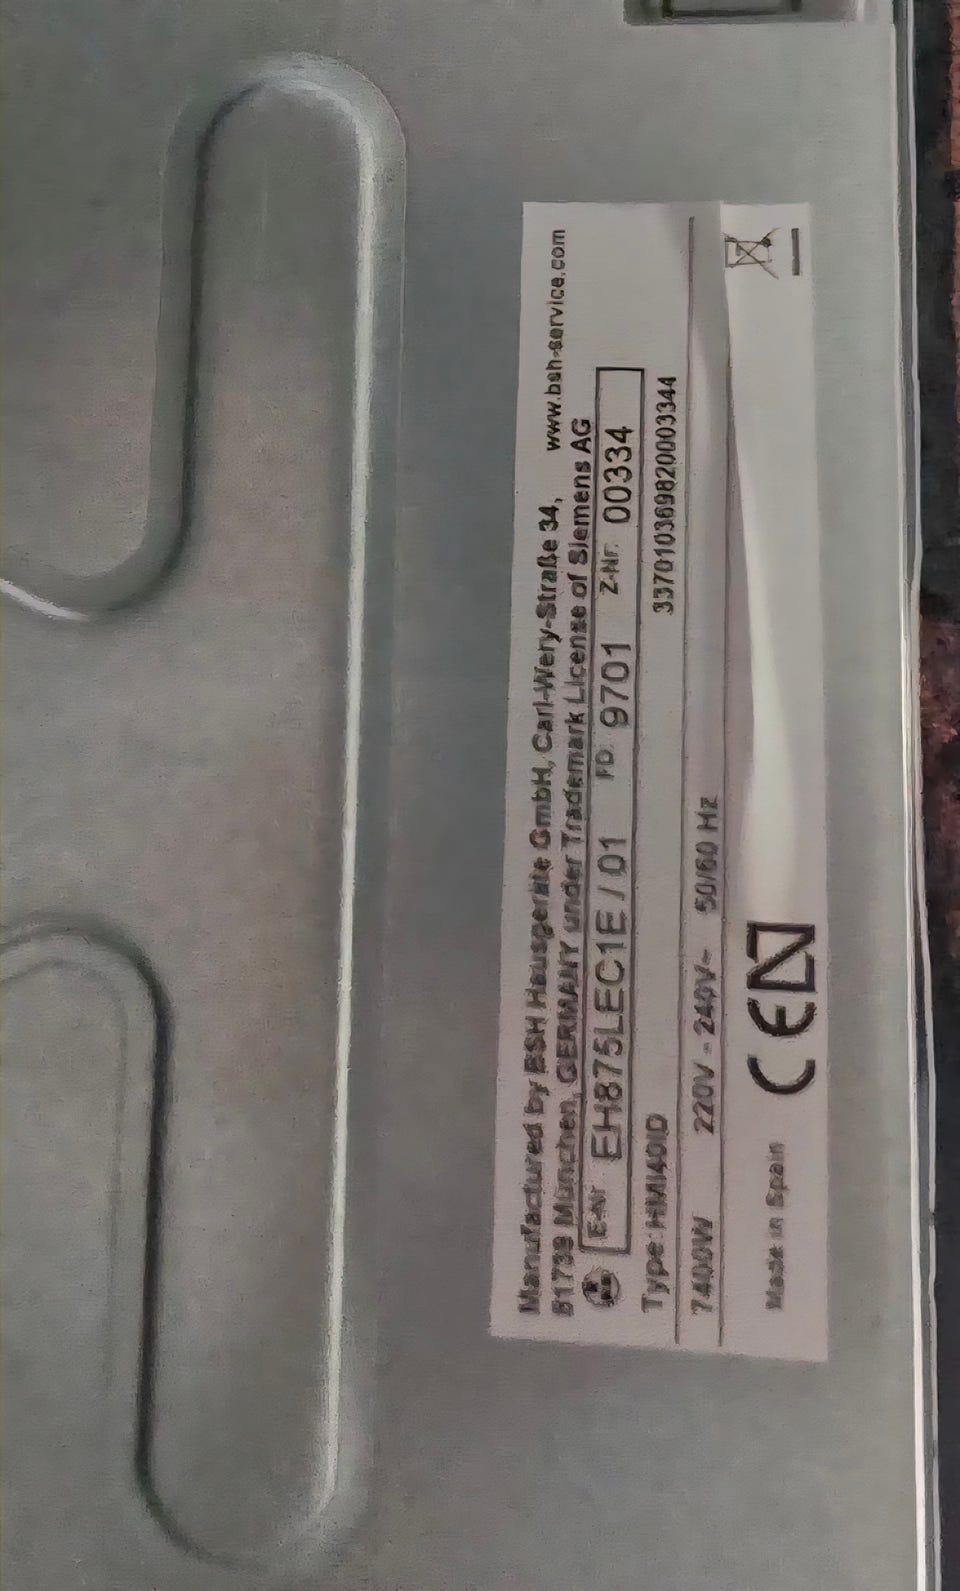 Manufactured by BSH Hausgeräte GmbH, Carl-Wery-Straße 34, www.bsh-service.com
81739 München, GERMANY under Trademark License of Siemens AG
E-Nr. EH875LEC1E / 01 FD. 9701 Z-Nr. 00334
Type: HMI40ID 337010369820003344
7400W 220V - 240V~ 50/60 Hz
Made in Spain CE